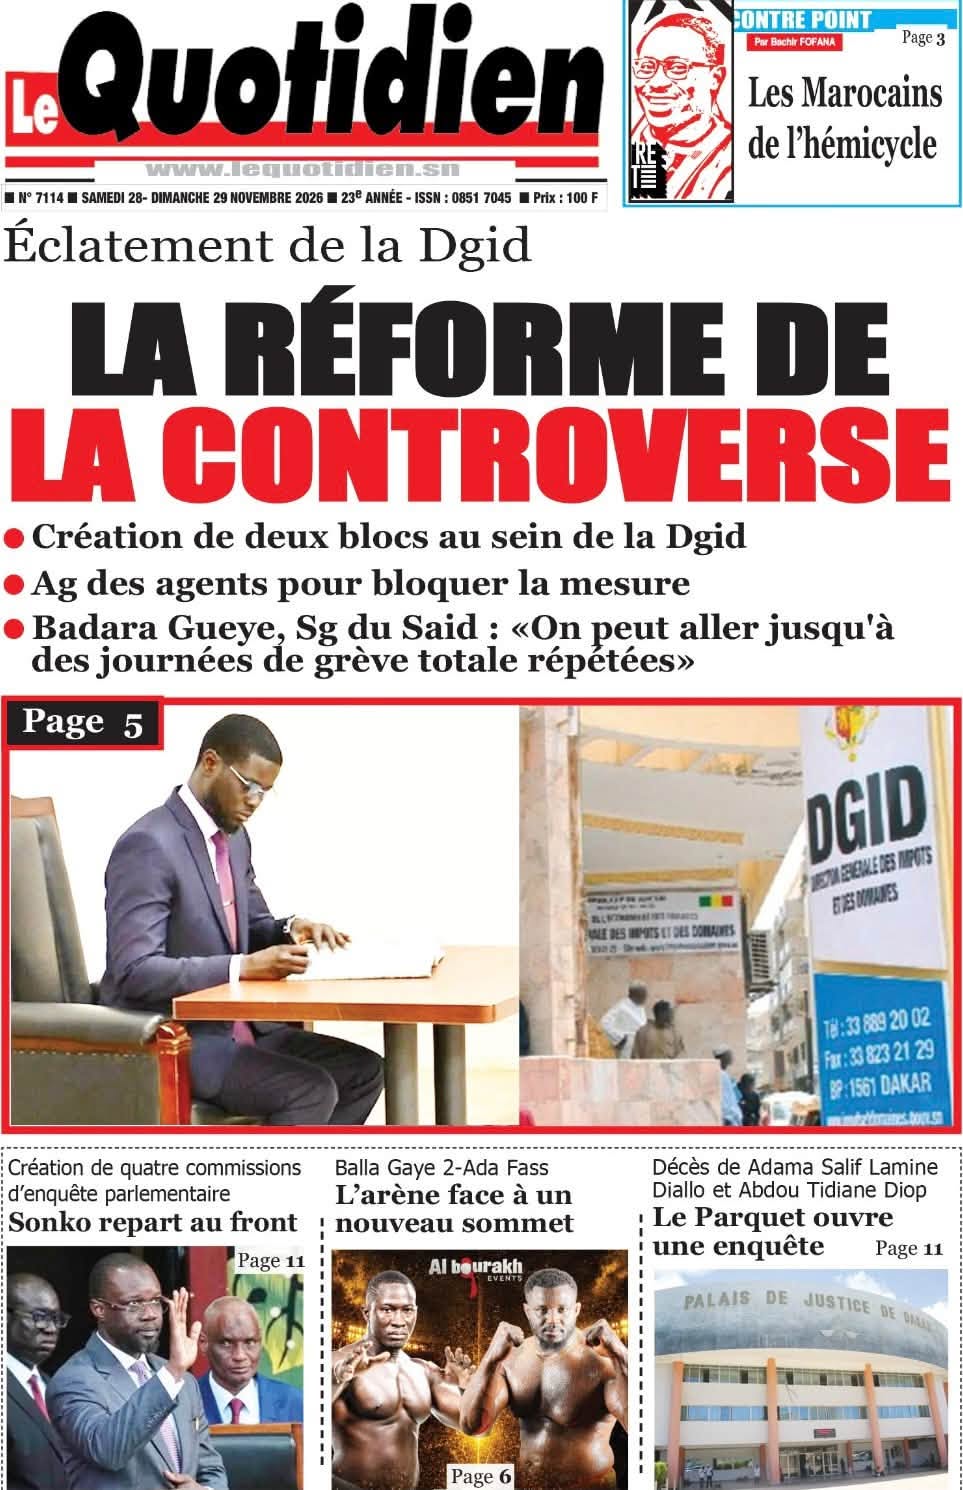 Le Quotidien
www.lequotidien.sn
■ N° 7114 ■ SAMEDI 28- DIMANCHE 29 NOVEMBRE 2026 ■ 23e ANNÉE - ISSN : 0851 7045 ■ Prix : 100 F
CONTRE POINT
Par Bachir FOFANA
Page 3
Les Marocains
de l'hémicycle
Éclatement de la Dgid
LA RÉFORME DE
LA CONTROVERSE
● Création de deux blocs au sein de la Dgid
● Ag des agents pour bloquer la mesure
● Badara Gueye, Sg du Said : «On peut aller jusqu'à
des journées de grève totale répétées»
Page 5
DGID
DIRECTION GENERALE DES IMPOTS
ET DES DOMAINES
DES IMPOTS ET DES DOMAINES
Tél : 33 889 20 02
Fax : 33 823 21 29
BP : 1561 DAKAR
Création de quatre commissions
d'enquête parlementaire
Sonko repart au front
Page 11
Balla Gaye 2-Ada Fass
L'arène face à un
nouveau sommet
Al bourakh
EVENTS
Page 6
Décès de Adama Salif Lamine
Diallo et Abdou Tidiane Diop
Le Parquet ouvre
une enquête
Page 11
PALAIS DE JUSTICE DE DAKAR